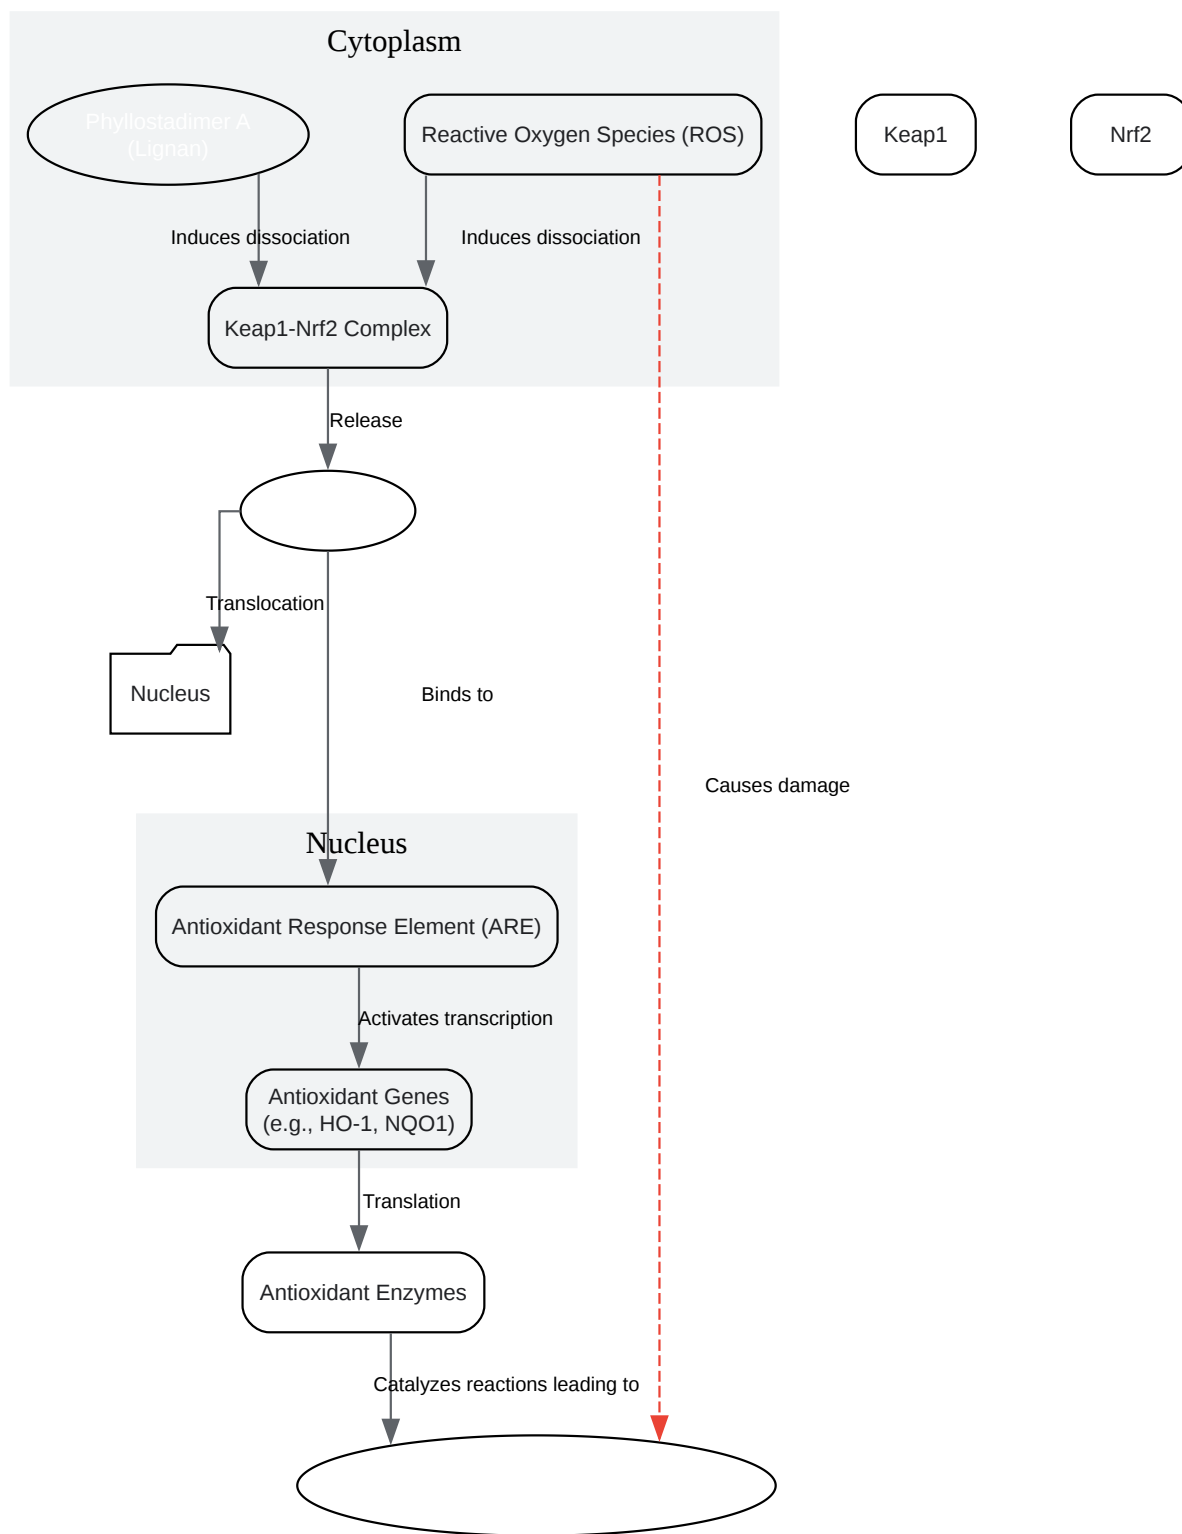 Cytoplasm
Phyllostadimer A
(Lignan)
Reactive Oxygen Species (ROS)
Keap1
Nrf2
Induces dissociation
Induces dissociation
Keap1-Nrf2 Complex
Release
Translocation
Nucleus
Binds to
Causes damage
Nucleus
Antioxidant Response Element (ARE)
Activates transcription
Antioxidant Genes
(e.g., HO-1, NQO1)
Translation
Antioxidant Enzymes
Catalyzes reactions leading to